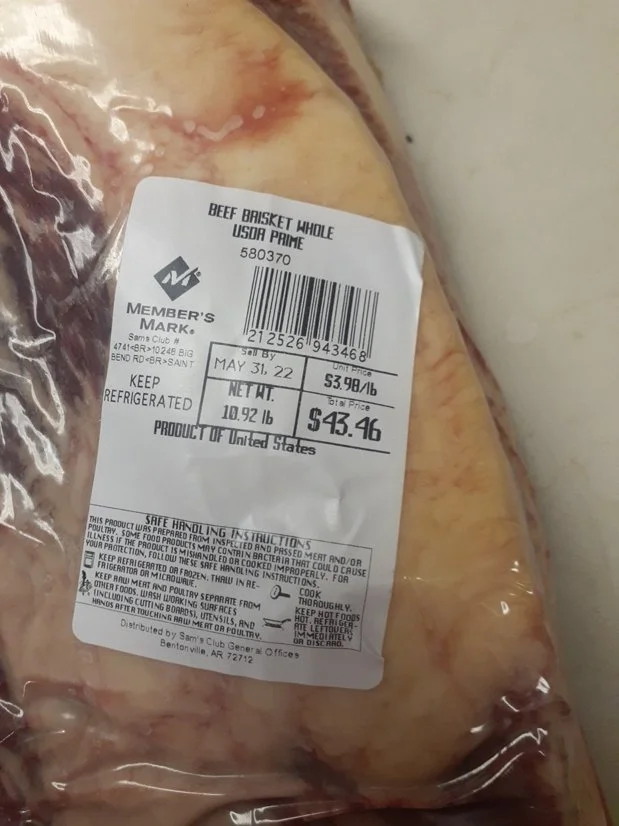 BEEF BRISKET WHOLE
USDA PRIME
580370
MEMBER'S
MARK®
Sam's Club #
4741<BR>10248 BIG
BEND RD<BR>SAINT
KEEP
REFRIGERATED
212526 943468
Sell By
MAY 31, 22
Unit Price
$3.98/lb
NET WT.
10.92 lb
Total Price
$43.46
PRODUCT OF United States
SAFE HANDLING INSTRUCTIONS
THIS PRODUCT WAS PREPARED FROM INSPECTED AND PASSED MEAT AND/OR
POULTRY. SOME FOOD PRODUCTS MAY CONTAIN BACTERIA THAT COULD CAUSE
ILLNESS IF THE PRODUCT IS MISHANDLED OR COOKED IMPROPERLY. FOR
YOUR PROTECTION, FOLLOW THESE SAFE HANDLING INSTRUCTIONS.
KEEP REFRIGERATED OR FROZEN. THAW IN RE-
FRIGERATOR OR MICROWAVE.
KEEP RAW MEAT AND POULTRY SEPARATE FROM
OTHER FOODS. WASH WORKING SURFACES
(INCLUDING CUTTING BOARDS), UTENSILS, AND
HANDS AFTER TOUCHING RAW MEAT OR POULTRY.
COOK
THOROUGHLY.
KEEP HOT FOODS
HOT. REFRIGER-
ATE LEFTOVERS
IMMEDIATELY
OR DISCARD.
Distributed by Sam's Club General Offices
Bentonville, AR 72712